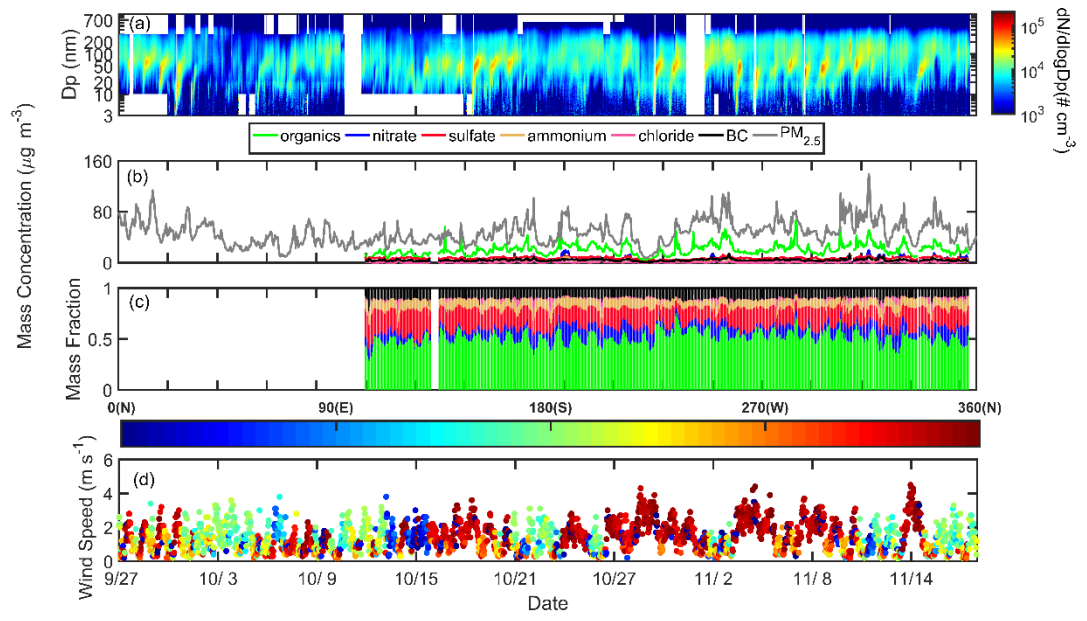 (a)
700
200
100
50
20
10
3
Dp (nm)
10^5
10^4
10^3
dN/dlogDp(# cm^-3)
organics nitrate sulfate ammonium chloride BC PM_2.5
Mass Concentration (μg m^-3)
160
80
0
(b)
Mass Fraction
1
0.5
0
(c)
0(N) 90(E) 180(S) 270(W) 360(N)
Wind Speed (m s^-1)
6
4
2
0
(d)
9/27 10/ 3 10/ 9 10/15 10/21 10/27 11/ 2 11/ 8 11/14
Date